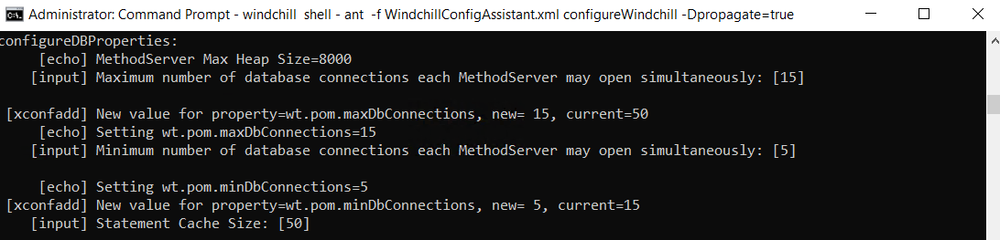 Administrator: Command Prompt - windchill shell - ant -f WindchillConfigAssistant.xml configureWindchill -Dpropagate=true
configureDBProperties:
[echo] MethodServer Max Heap Size=8000
[input] Maximum number of database connections each MethodServer may open simultaneously: [15]
[xconfadd] New value for property=wt.pom.maxDbConnections, new= 15, current=50
[echo] Setting wt.pom.maxDbConnections=15
[input] Minimum number of database connections each MethodServer may open simultaneously: [5]
[echo] Setting wt.pom.minDbConnections=5
[xconfadd] New value for property=wt.pom.minDbConnections, new= 5, current=15
[input] Statement Cache Size: [50]